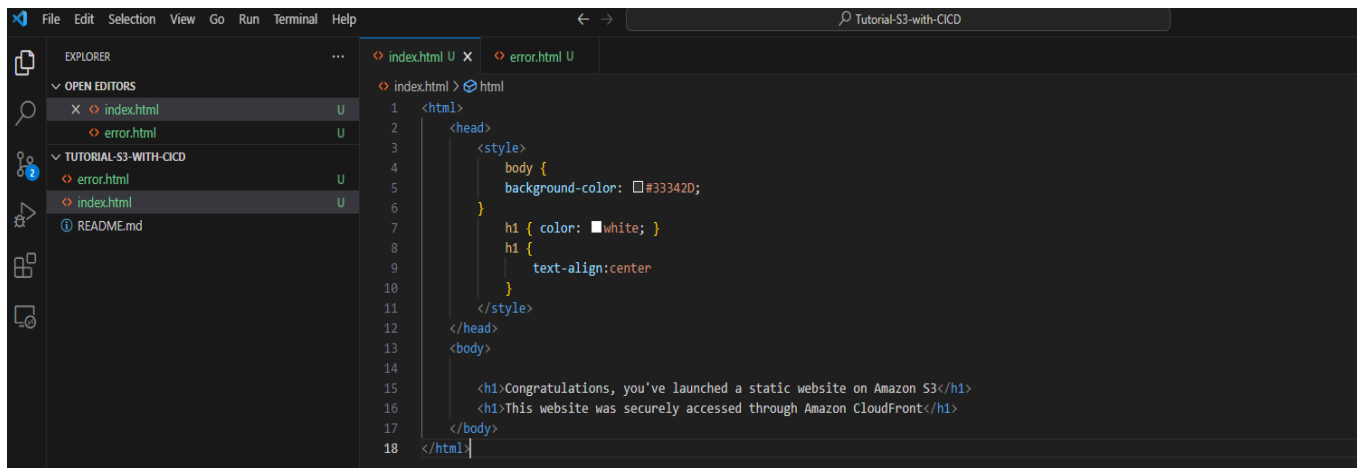 File Edit Selection View Go Run Terminal Help
Tutorial-S3-with-CICD
EXPLORER
index.html U
error.html U
OPEN EDITORS
index.html U
error.html U
TUTORIAL-S3-WITH-CICD
error.html U
index.html U
README.md
2
index.html > html
1 <html>
2 <head>
3 <style>
4 body {
5 background-color: #33342D;
6 }
7 h1 { color: white; }
8 h1 {
9 text-align:center
10 }
11 </style>
12 </head>
13 <body>
14
15 <h1>Congratulations, you've launched a static website on Amazon S3</h1>
16 <h1>This website was securely accessed through Amazon CloudFront</h1>
17 </body>
18 </html>